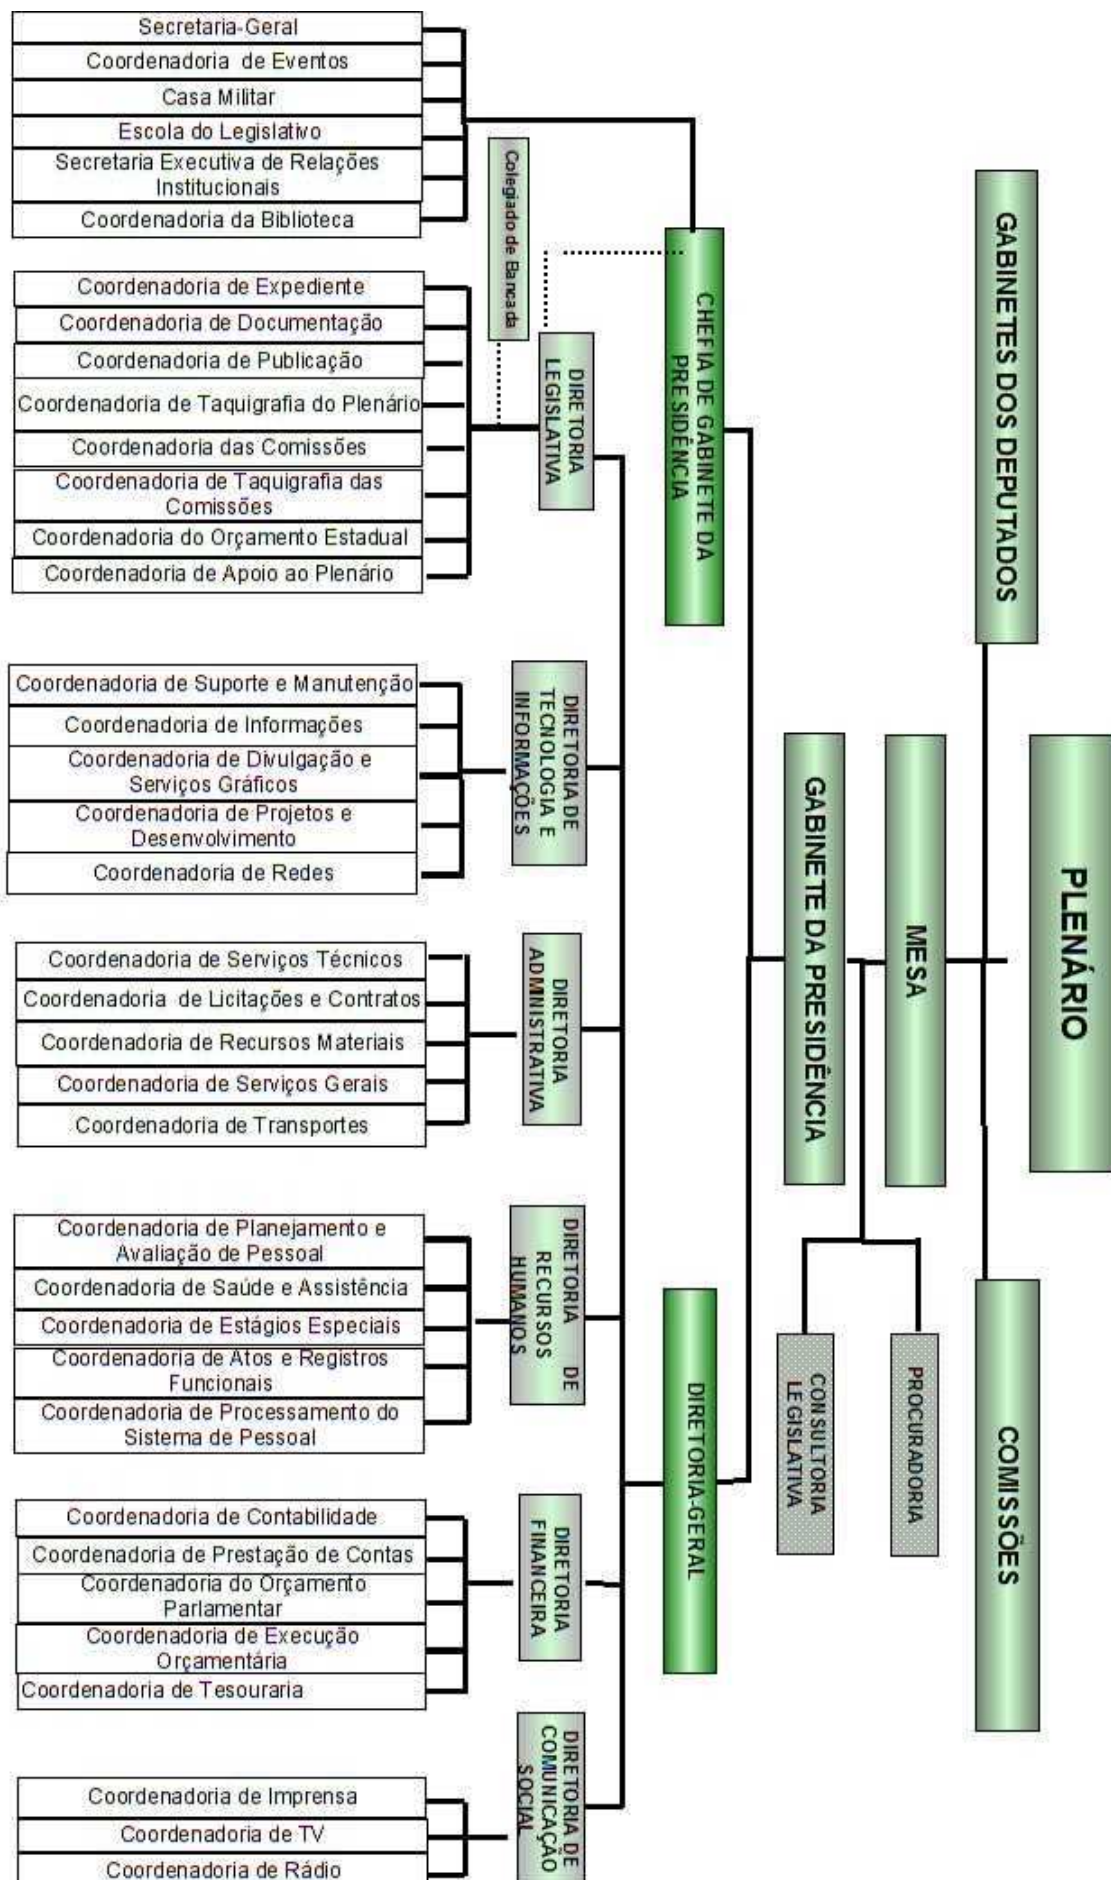 PLENÁRIO
GABINETES DOS DEPUTADOS
COMISSÕES
MESA
GABINETE DA PRESIDÊNCIA
PROCURADORIA
CONSULTORIA
LEGISLATIVA
CHEFIA DE GABINETE DA
PRESIDÊNCIA
DIRETORIA-GERAL
Colegiado de Bancada
Secretaria-Geral
Coordenadoria de Eventos
Casa Militar
Escola do Legislativo
Secretaria Executiva de Relações
Institucionais
Coordenadoria da Biblioteca
DIRETORIA
LEGISLATIVA
Coordenadoria de Expediente
Coordenadoria de Documentação
Coordenadoria de Publicação
Coordenadoria de Taquigrafia do Plenário
Coordenadoria das Comissões
Coordenadoria de Taquigrafia das
Comissões
Coordenadoria do Orçamento Estadual
Coordenadoria de Apoio ao Plenário
DIRETORIA DE
TECNOLOGIA E
INFORMAÇÕES
Coordenadoria de Suporte e Manutenção
Coordenadoria de Informações
Coordenadoria de Divulgação e
Serviços Gráficos
Coordenadoria de Projetos e
Desenvolvimento
Coordenadoria de Redes
DIRETORIA
ADMINISTRATIVA
Coordenadoria de Serviços Técnicos
Coordenadoria de Licitações e Contratos
Coordenadoria de Recursos Materiais
Coordenadoria de Serviços Gerais
Coordenadoria de Transportes
DIRETORIA DE
RECURSOS
HUMANOS
Coordenadoria de Planejamento e
Avaliação de Pessoal
Coordenadoria de Saúde e Assistência
Coordenadoria de Estágios Especiais
Coordenadoria de Atos e Registros
Funcionais
Coordenadoria de Processamento do
Sistema de Pessoal
DIRETORIA
FINANCEIRA
Coordenadoria de Contabilidade
Coordenadoria de Prestação de Contas
Coordenadoria do Orçamento
Parlamentar
Coordenadoria de Execução
Orçamentária
Coordenadoria de Tesouraria
DIRETORIA DE
COMUNICAÇÃO
SOCIAL
Coordenadoria de Imprensa
Coordenadoria de TV
Coordenadoria de Rádio